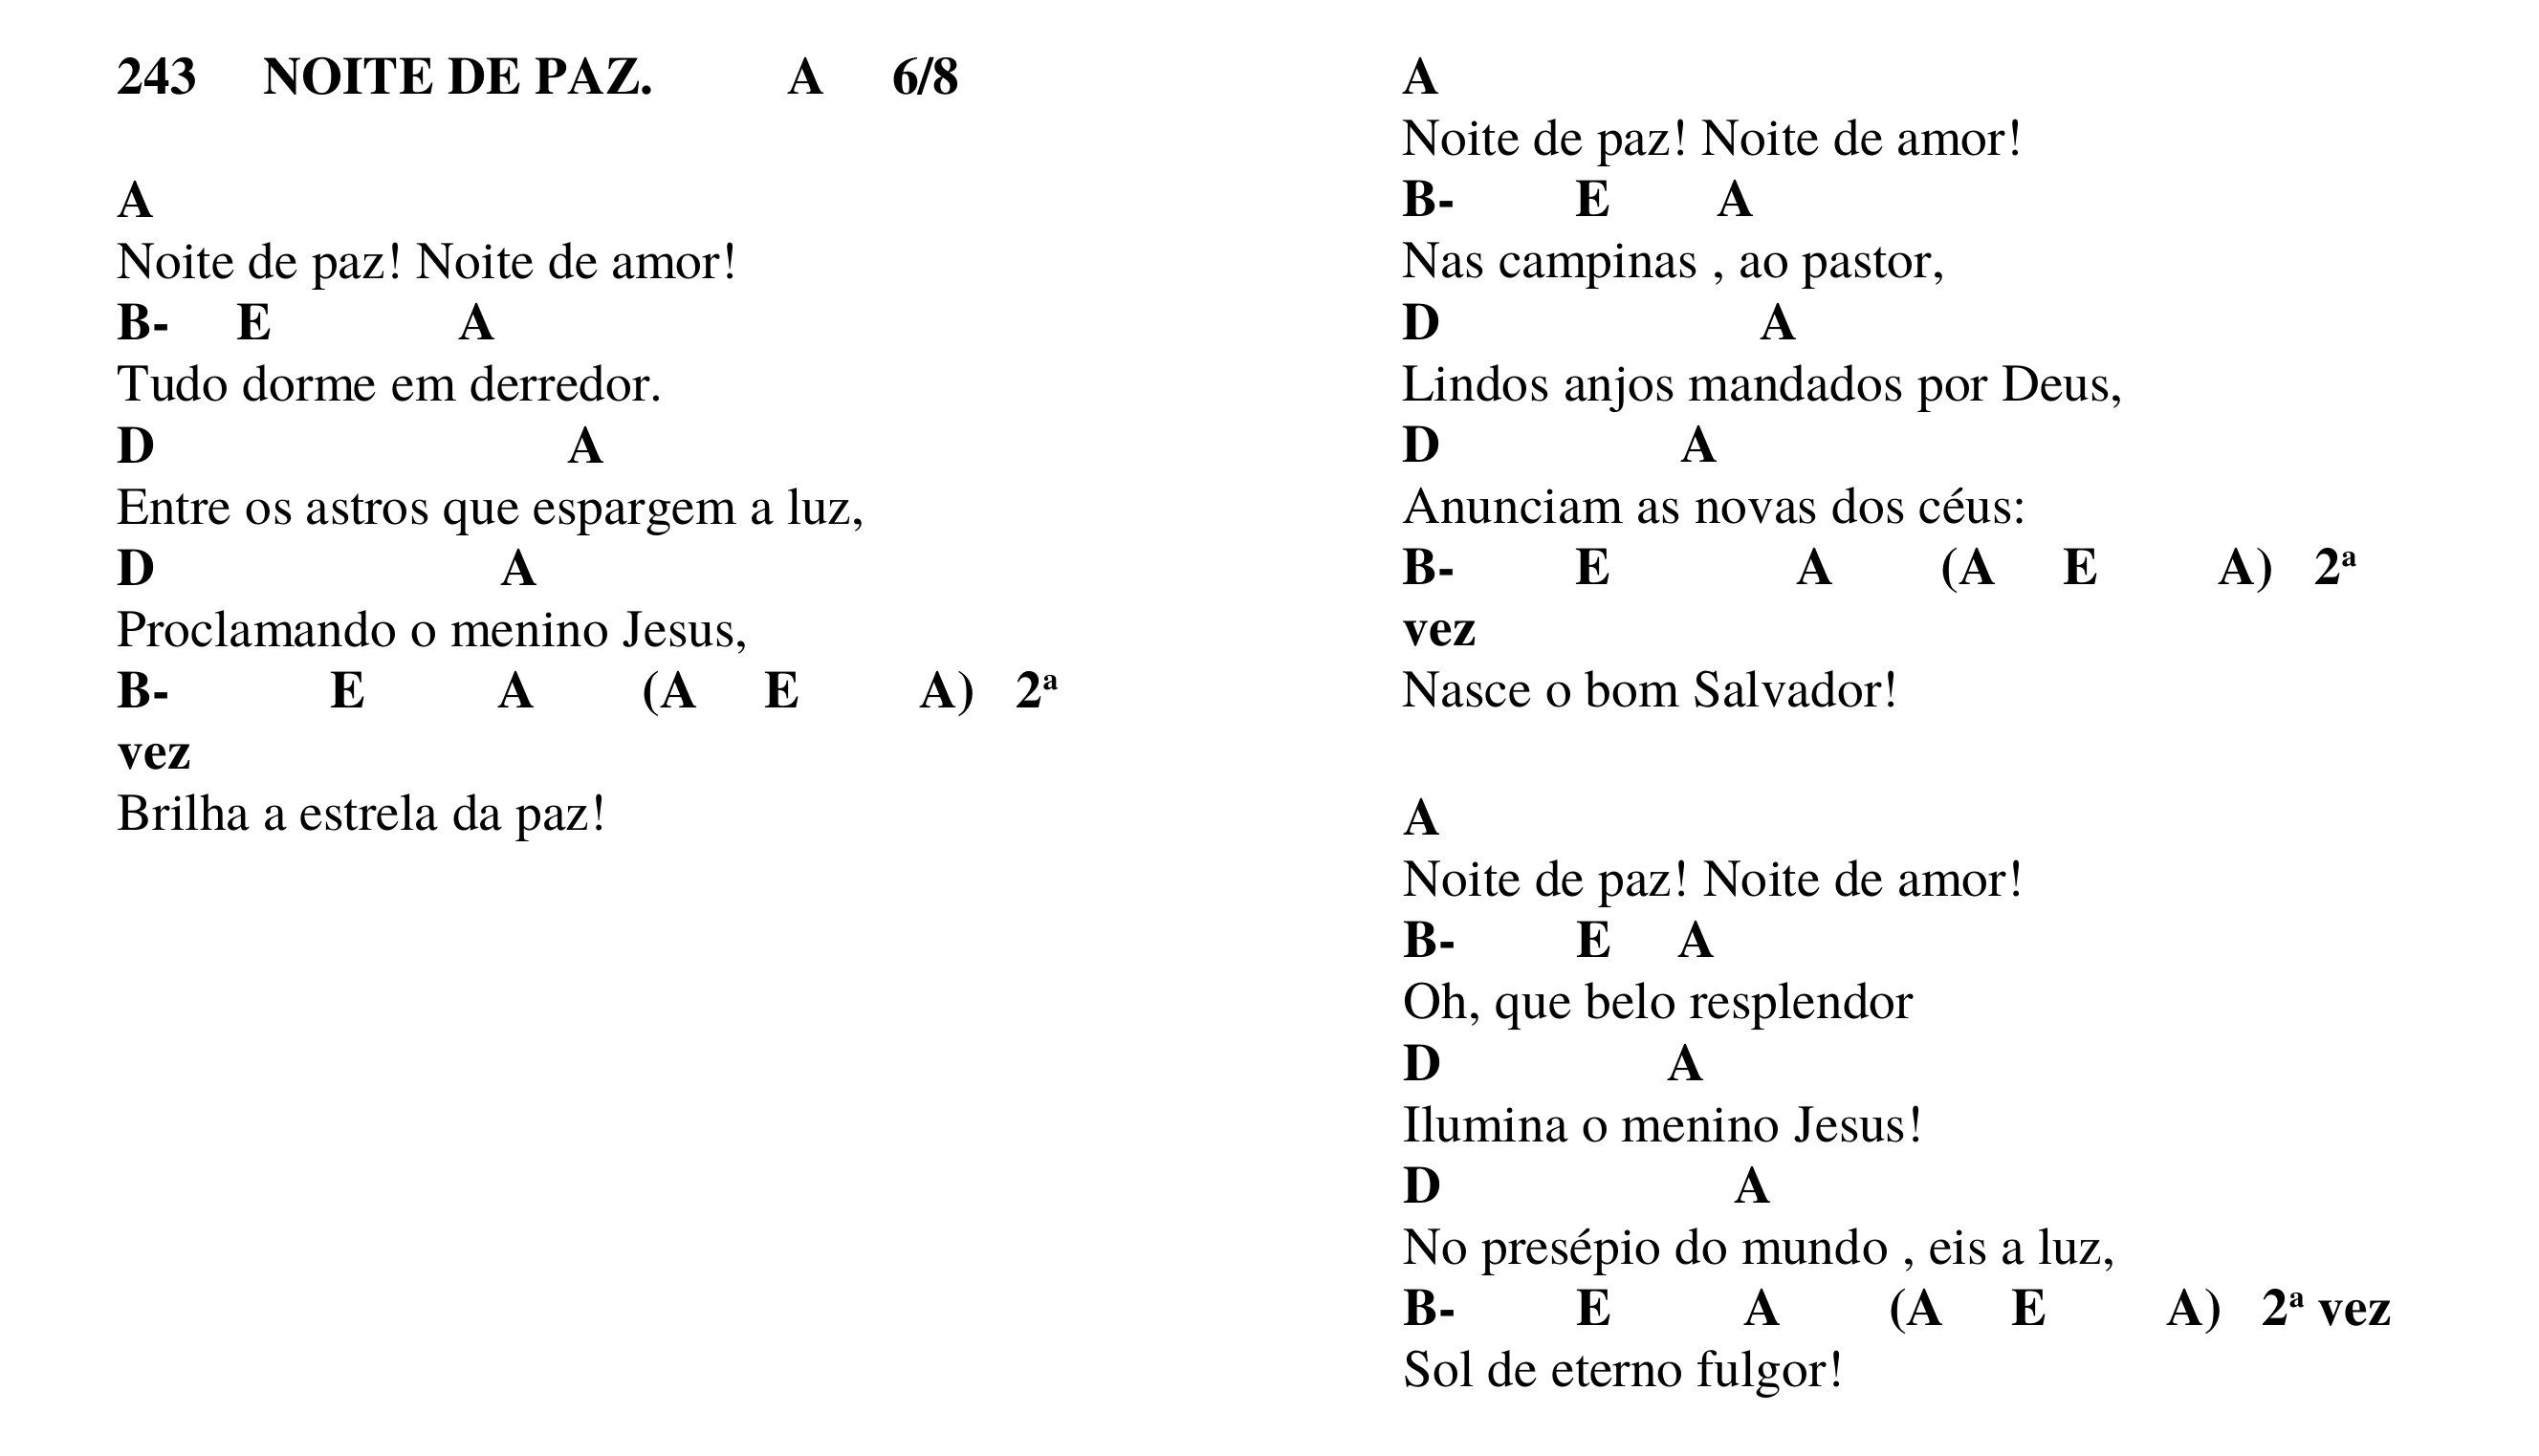 243 NOITE DE PAZ. A 6/8
A
Noite de paz! Noite de amor!
B- E A
Tudo dorme em derredor.
D A
Entre os astros que espargem a luz,
D A
Proclamando o menino Jesus,
B- E A (A E A) 2ª
vez
Brilha a estrela da paz!
A
Noite de paz! Noite de amor!
B- E A
Nas campinas , ao pastor,
D A
Lindos anjos mandados por Deus,
D A
Anunciam as novas dos céus:
B- E A (A E A) 2ª
vez
Nasce o bom Salvador!
A
Noite de paz! Noite de amor!
B- E A
Oh, que belo resplendor
D A
Ilumina o menino Jesus!
D A
No presépio do mundo , eis a luz,
B- E A (A E A) 2ª vez
Sol de eterno fulgor!